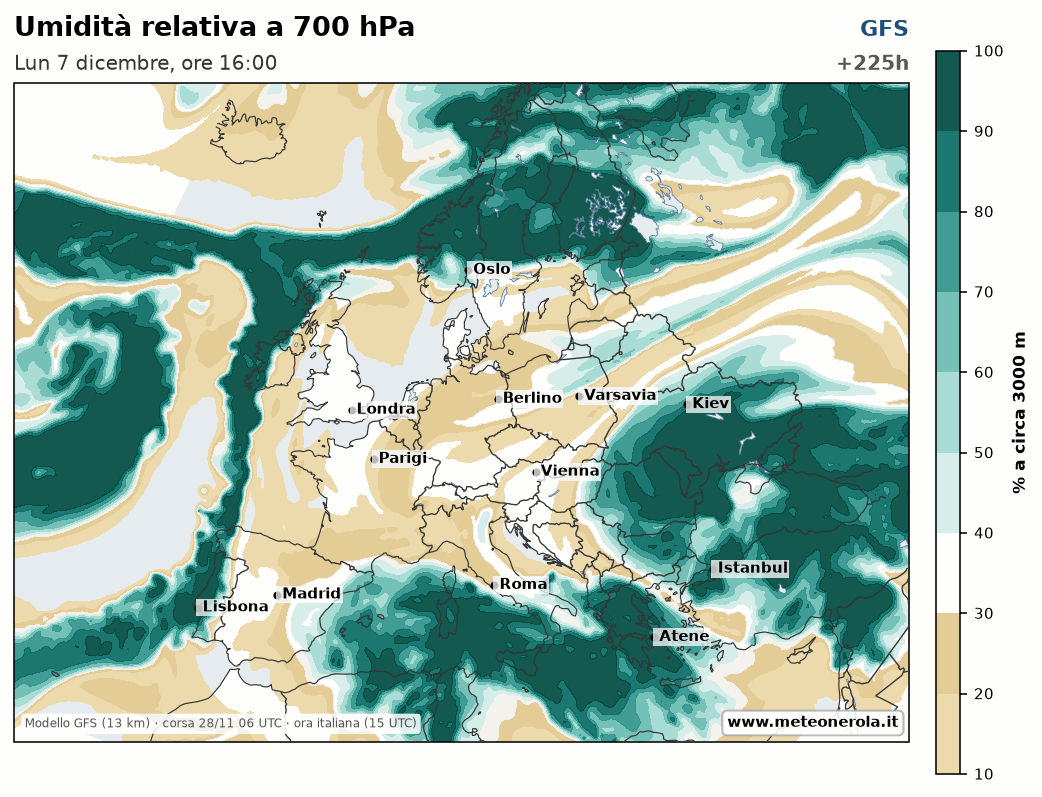 Umidità relativa a 700 hPa
GFS
Lun 7 dicembre, ore 16:00
+225h
100
90
80
70
60
50
40
30
20
10
% a circa 3000 m
Oslo
Berlino
Varsavia
Kiev
Londra
Parigi
Vienna
Istanbul
Roma
Madrid
Lisbona
Atene
Modello GFS (13 km) · corsa 28/11 06 UTC · ora italiana (15 UTC)
www.meteonerola.it